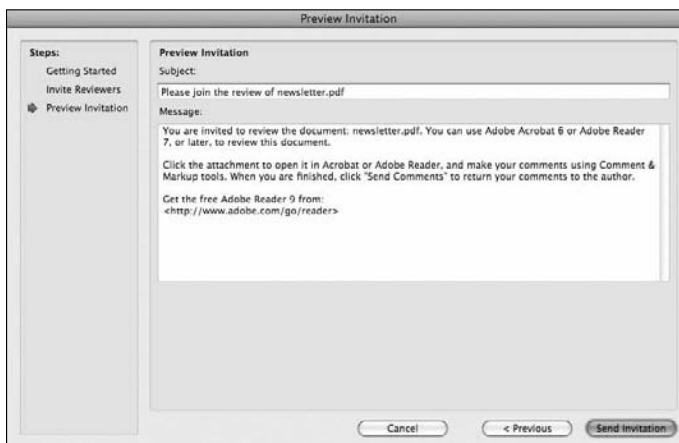 Preview Invitation
Steps:
Getting Started
Invite Reviewers
Preview Invitation
Preview Invitation
Subject:
Please join the review of newsletter.pdf
Message:
You are invited to review the document: newsletter.pdf. You can use Adobe Acrobat 6 or Adobe Reader
7, or later, to review this document.
Click the attachment to open it in Acrobat or Adobe Reader, and make your comments using Comment &
Markup tools. When you are finished, click "Send Comments" to return your comments to the author.
Get the free Adobe Reader 9 from:
<http://www.adobe.com/go/reader>
Cancel
< Previous
Send Invitation